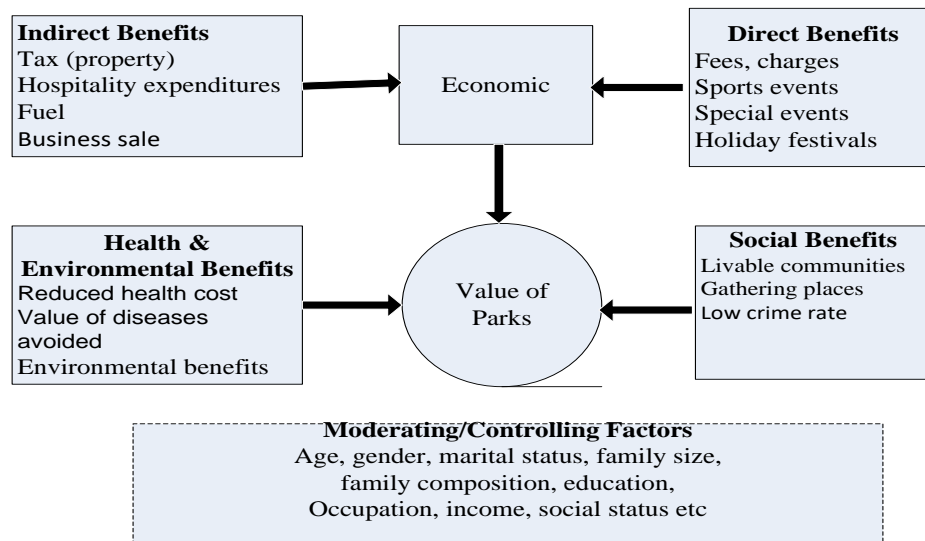 Indirect Benefits
Tax (property)
Hospitality expenditures
Fuel
Business sale
Economic
Direct Benefits
Fees, charges
Sports events
Special events
Holiday festivals
Health &
Environmental Benefits
Reduced health cost
Value of diseases
avoided
Environmental benefits
Value of
Parks
Social Benefits
Livable communities
Gathering places
Low crime rate
Moderating/Controlling Factors
Age, gender, marital status, family size,
family composition, education,
Occupation, income, social status etc